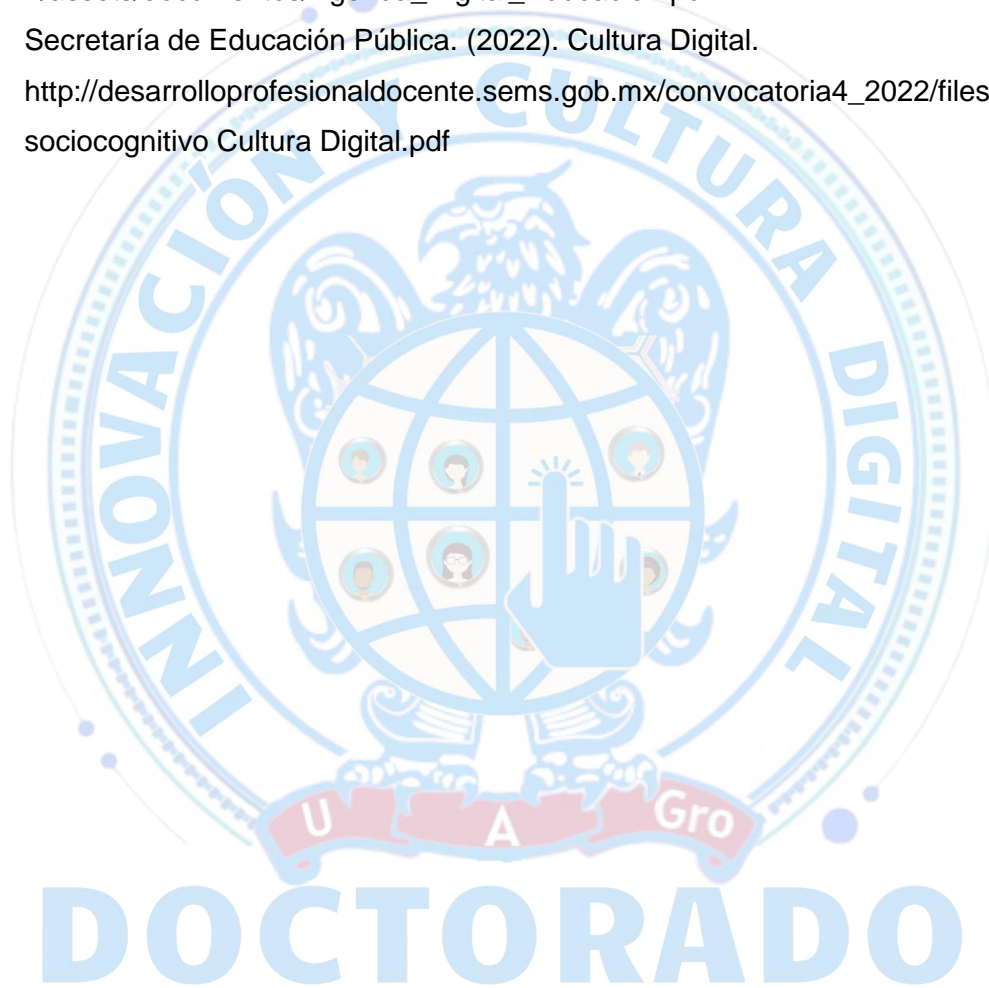 Secretaría de Educación Pública. (2022). Cultura Digital.
http://desarrolloprofesionaldocente.sems.gob.mx/convocatoria4_2022/files
sociocognitivo Cultura Digital.pdf
INNOVACIÓN Y CULTURA DIGITAL
U A Gro
DOCTORADO